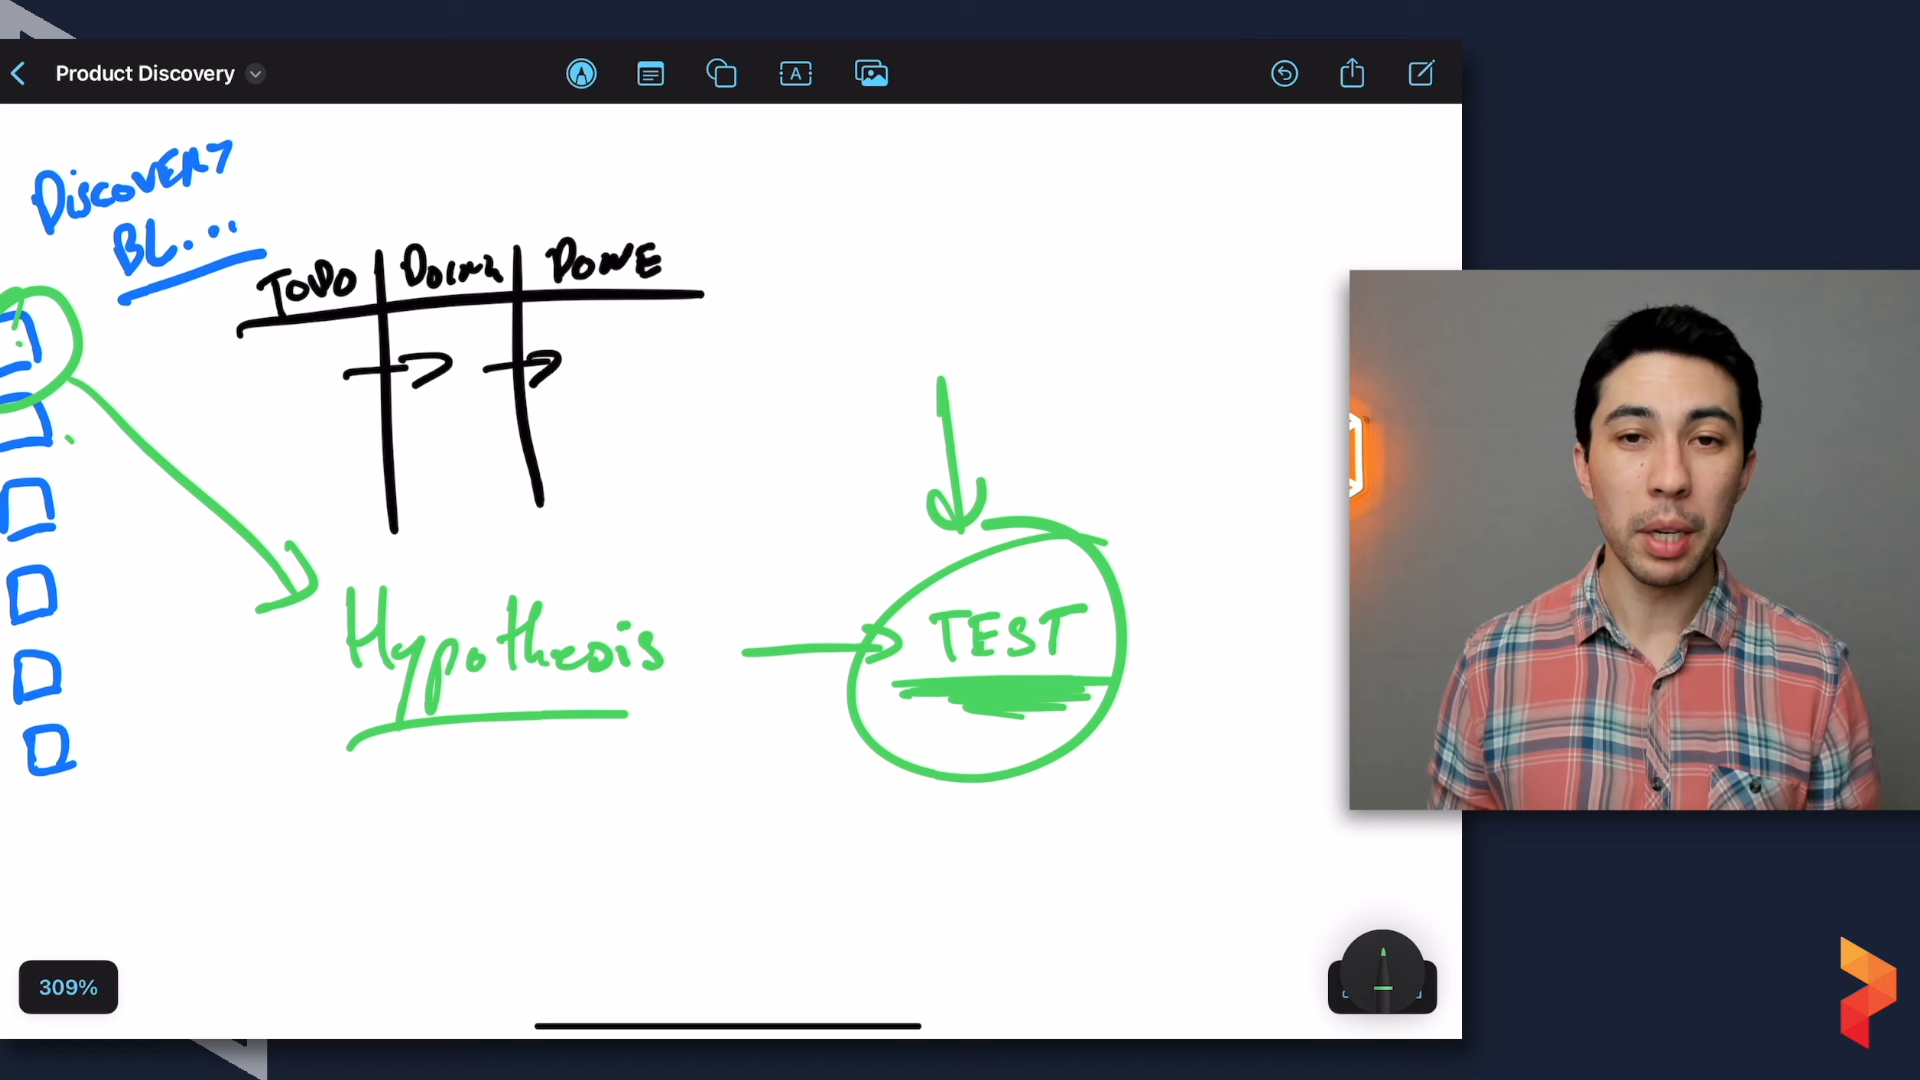 Product Discovery
DISCOVERY
BL...
TODO DOING DONE
Hypothesis
TEST
309%